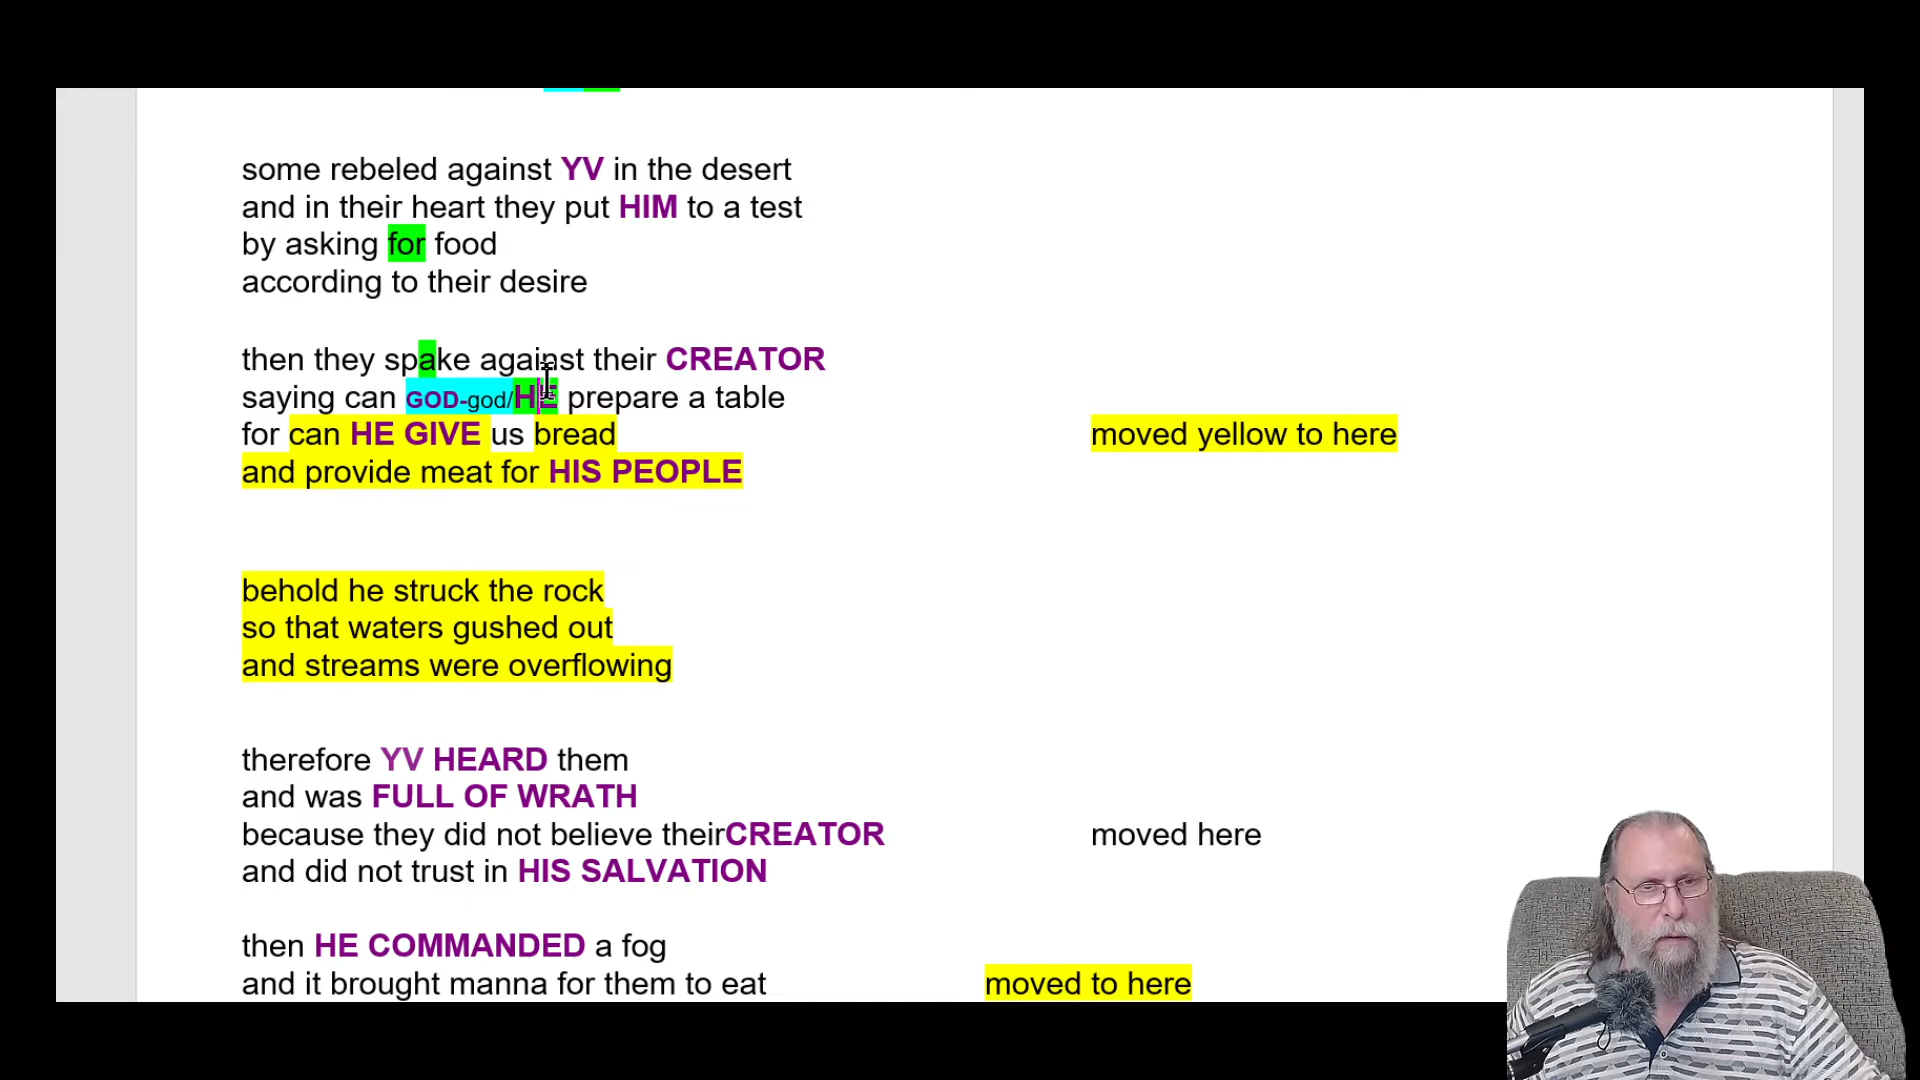 some rebeled against YV in the desert
and in their heart they put HIM to a test
by asking for food
according to their desire
then they spake against their CREATOR
saying can GOD-god/HE prepare a table
for can HE GIVE us bread moved yellow to here
and provide meat for HIS PEOPLE
behold he struck the rock
so that waters gushed out
and streams were overflowing
therefore YV HEARD them
and was FULL OF WRATH
because they did not believe theirCREATOR moved here
and did not trust in HIS SALVATION
then HE COMMANDED a fog
and it brought manna for them to eat moved to here